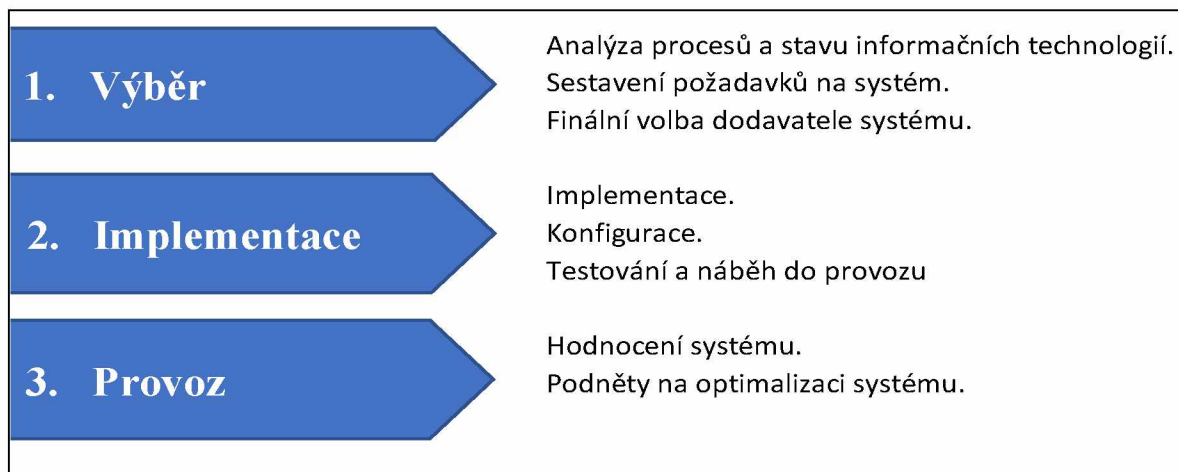 1. Výběr
Analýza procesů a stavu informačních technologií.
Sestavení požadavků na systém.
Finální volba dodavatele systému.
2. Implementace
Implementace.
Konfigurace.
Testování a náběh do provozu
3. Provoz
Hodnocení systému.
Podněty na optimalizaci systému.